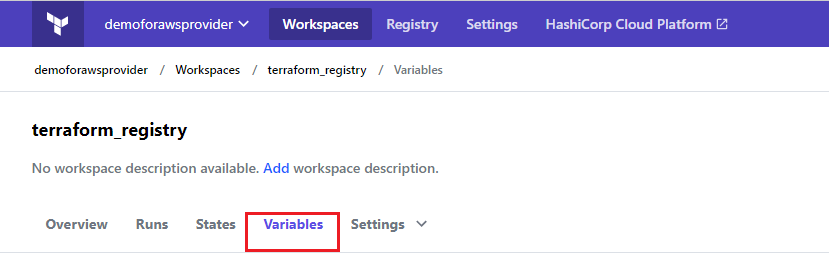 demoforawsprovider Workspaces Registry Settings HashiCorp Cloud Platform
demoforawsprovider / Workspaces / terraform_registry / Variables
terraform_registry
No workspace description available. Add workspace description.
Overview Runs States Variables Settings